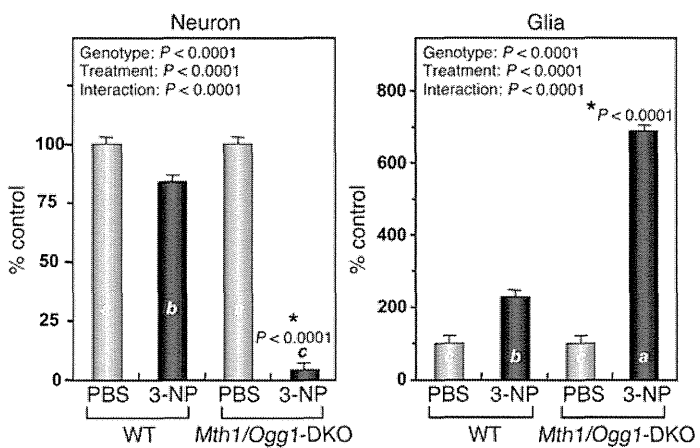 Neuron
Genotype: P < 0.0001
Treatment: P < 0.0001
Interaction: P < 0.0001
% control
100
75
50
25
0
b
*
P < 0.0001
c
PBS 3-NP PBS 3-NP
WT Mth1/Ogg1-DKO
Glia
Genotype: P < 0.0001
Treatment: P < 0.0001
Interaction: P < 0.0001
*
P < 0.0001
% control
800
600
400
200
0
b
a
PBS 3-NP PBS 3-NP
WT Mth1/Ogg1-DKO